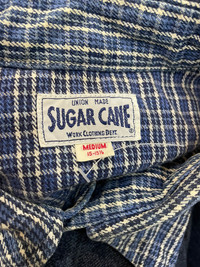 UNION MADE
SUGAR CANE
WORK CLOTHING DEPT.
MEDIUM
15-15½